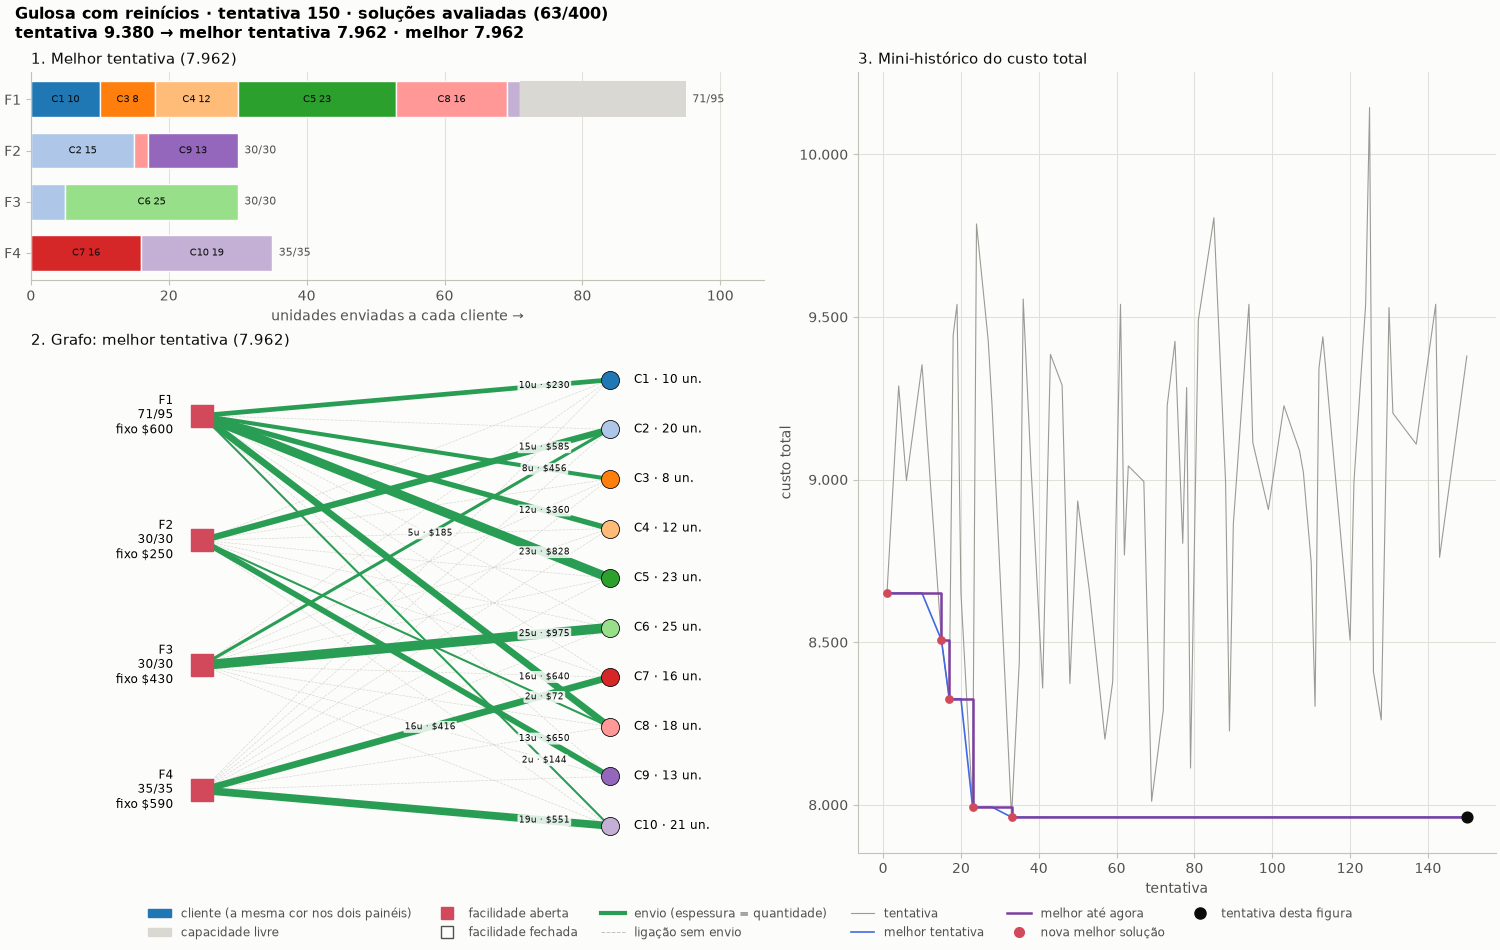 Gulosa com reinícios · tentativa 150 · soluções avaliadas (63/400)
tentativa 9.380 → melhor tentativa 7.962 · melhor 7.962
1. Melhor tentativa (7.962)
F1
C1 10
C3 8
C4 12
C5 23
C8 16
71/95
F2
C2 15
C9 13
30/30
F3
C6 25
30/30
F4
C7 16
C10 19
35/35
0
20
40
60
80
100
unidades enviadas a cada cliente →
2. Grafo: melhor tentativa (7.962)
F1
71/95
fixo $600
F2
30/30
fixo $250
F3
30/30
fixo $430
F4
35/35
fixo $590
10u · $230
15u · $585
8u · $456
12u · $360
5u · $185
23u · $828
25u · $975
16u · $640
2u · $72
16u · $416
13u · $650
2u · $144
19u · $551
C1 · 10 un.
C2 · 20 un.
C3 · 8 un.
C4 · 12 un.
C5 · 23 un.
C6 · 25 un.
C7 · 16 un.
C8 · 18 un.
C9 · 13 un.
C10 · 21 un.
3. Mini-histórico do custo total
custo total
10.000
9.500
9.000
8.500
8.000
0
20
40
60
80
100
120
140
tentativa
cliente (a mesma cor nos dois painéis)
capacidade livre
facilidade aberta
facilidade fechada
envio (espessura = quantidade)
ligação sem envio
tentativa
melhor tentativa
melhor até agora
nova melhor solução
tentativa desta figura